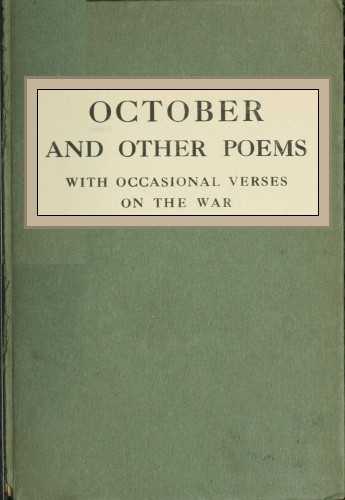 OCTOBER
AND OTHER POEMS
WITH OCCASIONAL VERSES
ON THE WAR